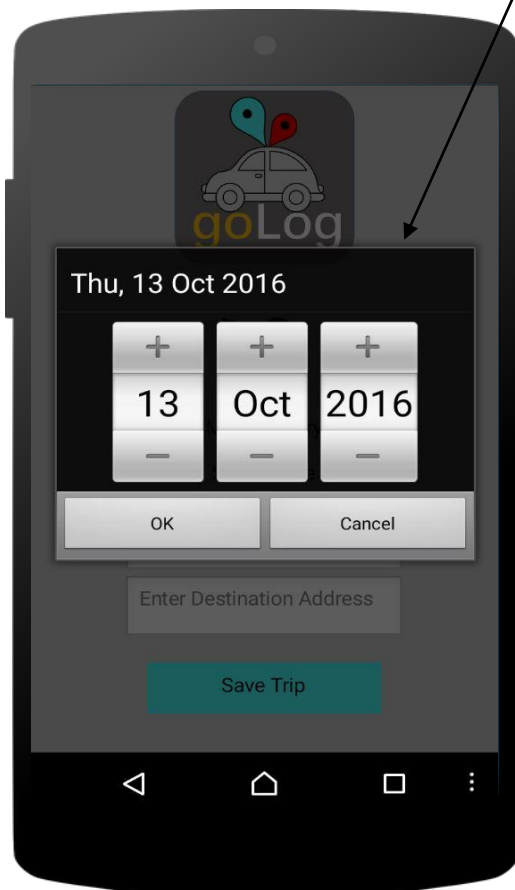 goLog
Thu, 13 Oct 2016
+ + +
13 Oct 2016
− − −
OK Cancel
Enter Destination Address
Save Trip